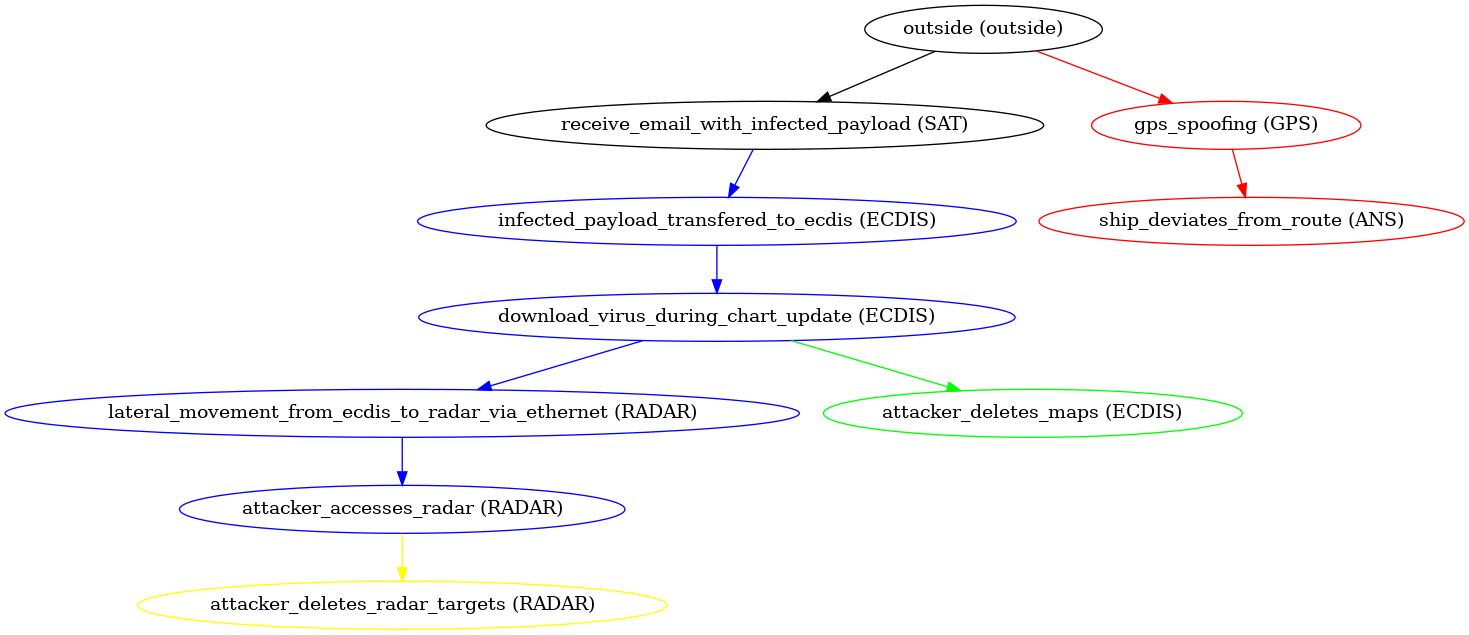 outside (outside)
receive_email_with_infected_payload (SAT)
gps_spoofing (GPS)
infected_payload_transfered_to_ecdis (ECDIS)
ship_deviates_from_route (ANS)
download_virus_during_chart_update (ECDIS)
lateral_movement_from_ecdis_to_radar_via_ethernet (RADAR)
attacker_deletes_maps (ECDIS)
attacker_accesses_radar (RADAR)
attacker_deletes_radar_targets (RADAR)